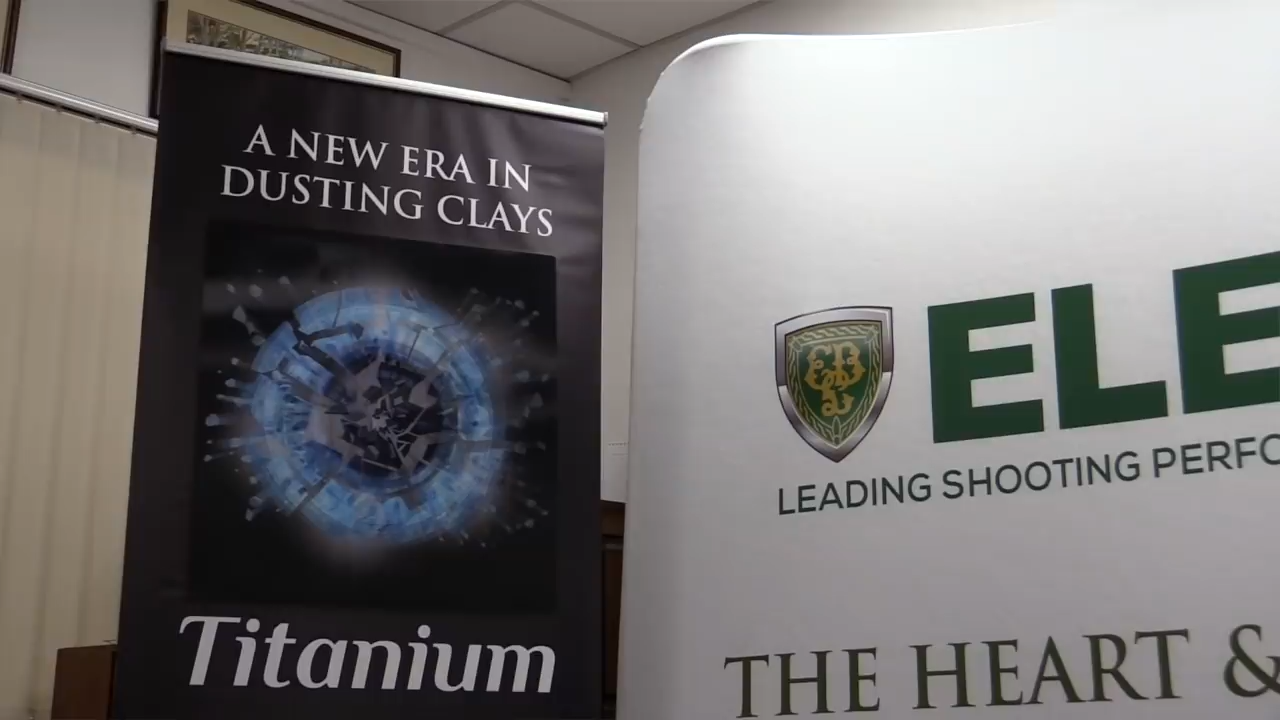 A NEW ERA IN
DUSTING CLAYS
Titanium
ELE
LEADING SHOOTING PERFO
THE HEART &